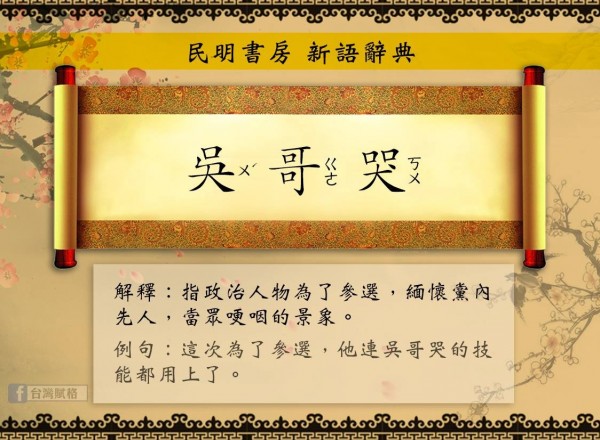 民明書房 新語辭典
吳ㄨˊ哥ㄍㄜ哭ㄎㄨ
解釋：指政治人物為了參選，緬懷黨內
先人，當眾哽咽的景象。
例句：這次為了參選，他連吳哥哭的技
能都用上了。
f 台灣賦格